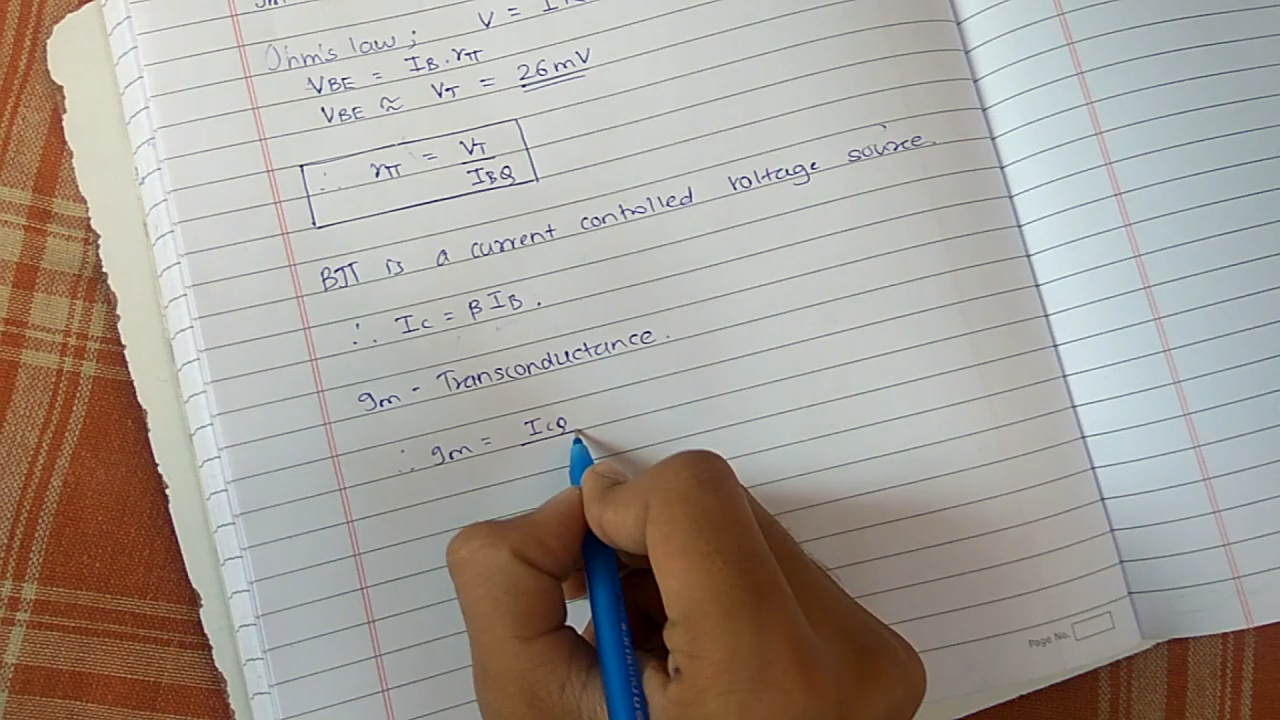 Ohm's law ; V = I
VBE = IB . rπ
VBE ≈ VT = 26mV
∴ rπ = VT / IBQ
BJT is a current controlled voltage source.
∴ Ic = βIB .
gm - Transconductance .
∴ gm = IcQ
Page No.